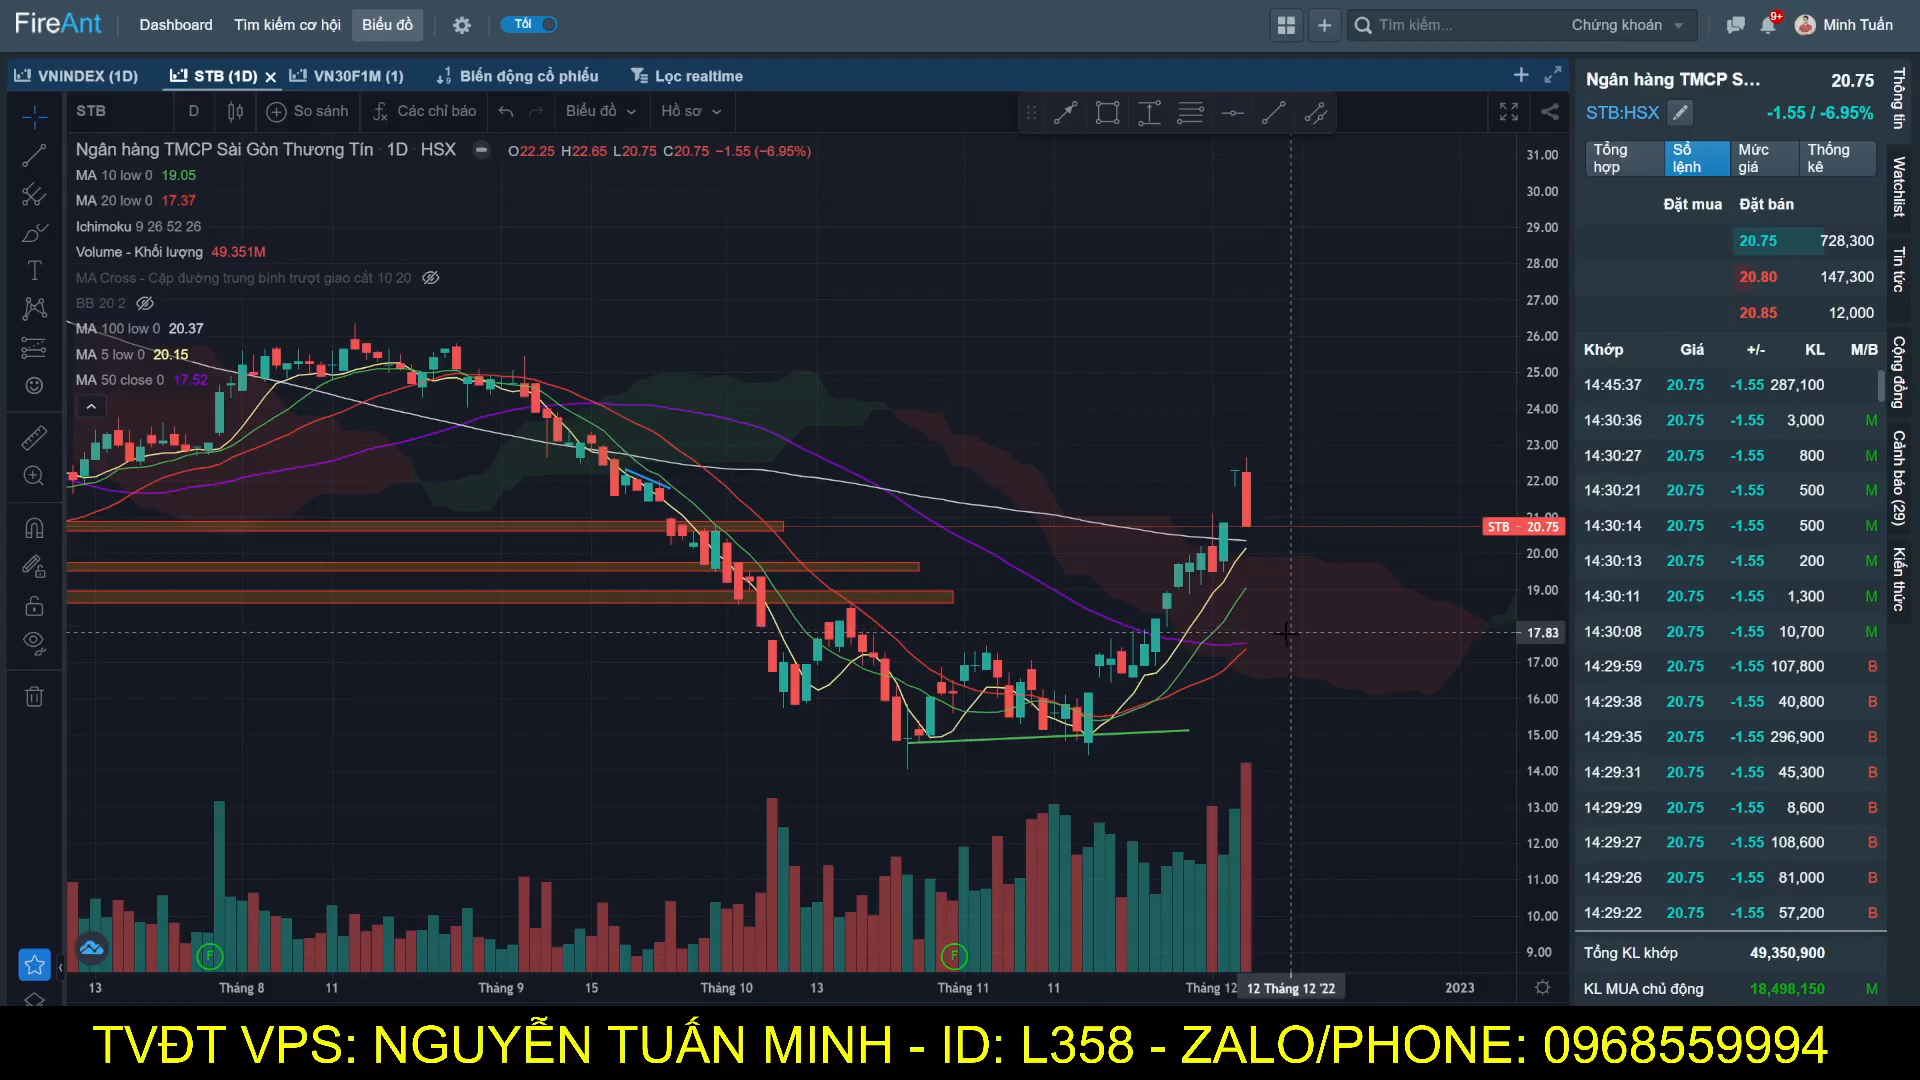 FireAnt Dashboard Tìm kiếm cơ hội Biểu đồ Tối Tìm kiếm... Chứng khoán 9+ Minh Tuấn
VNINDEX (1D) STB (1D) VN30F1M (1) Biến động cổ phiếu Lọc realtime
STB D So sánh Các chỉ báo Biểu đồ Hồ sơ
Ngân hàng TMCP Sài Gòn Thương Tín 1D HSX O22.25 H22.65 L20.75 C20.75 −1.55 (−6.95%)
MA 10 low 0 19.05
MA 20 low 0 17.37
Ichimoku 9 26 52 26
Volume - Khối lượng 49.351M
MA Cross - Cặp đường trung bình trượt giao cắt 10 20
BB 20 2
MA 100 low 0 20.37
MA 5 low 0 20.15
MA 50 close 0 17.52
31.00
30.00
29.00
28.00
27.00
26.00
25.00
24.00
23.00
22.00
21.00
STB - 20.75
20.00
19.00
17.83
17.00
16.00
15.00
14.00
13.00
12.00
11.00
10.00
9.00
F F
13 Tháng 8 11 Tháng 9 15 Tháng 10 13 Tháng 11 11 Tháng 12 12 Tháng 12 '22 2023
Ngân hàng TMCP S... 20.75
STB:HSX -1.55 / -6.95%
Tổng hợp Sổ lệnh Mức giá Thống kê
Đặt mua Đặt bán
20.75 728,300
20.80 147,300
20.85 12,000
Khớp Giá +/- KL M/B
14:45:37 20.75 -1.55 287,100
14:30:36 20.75 -1.55 3,000 M
14:30:27 20.75 -1.55 800 M
14:30:21 20.75 -1.55 500 M
14:30:14 20.75 -1.55 500 M
14:30:13 20.75 -1.55 200 M
14:30:11 20.75 -1.55 1,300 M
14:30:08 20.75 -1.55 10,700 M
14:29:59 20.75 -1.55 107,800 B
14:29:38 20.75 -1.55 40,800 B
14:29:35 20.75 -1.55 296,900 B
14:29:31 20.75 -1.55 45,300 B
14:29:29 20.75 -1.55 8,600 B
14:29:27 20.75 -1.55 108,600 B
14:29:26 20.75 -1.55 81,000 B
14:29:22 20.75 -1.55 57,200 B
Tổng KL khớp 49,350,900
KL MUA chủ động 18,498,150 M
Thông tin
Watchlist
Tin tức
Cộng đồng
Cảnh báo (29)
Kiến thức
TVĐT VPS: NGUYỄN TUẤN MINH - ID: L358 - ZALO/PHONE: 0968559994